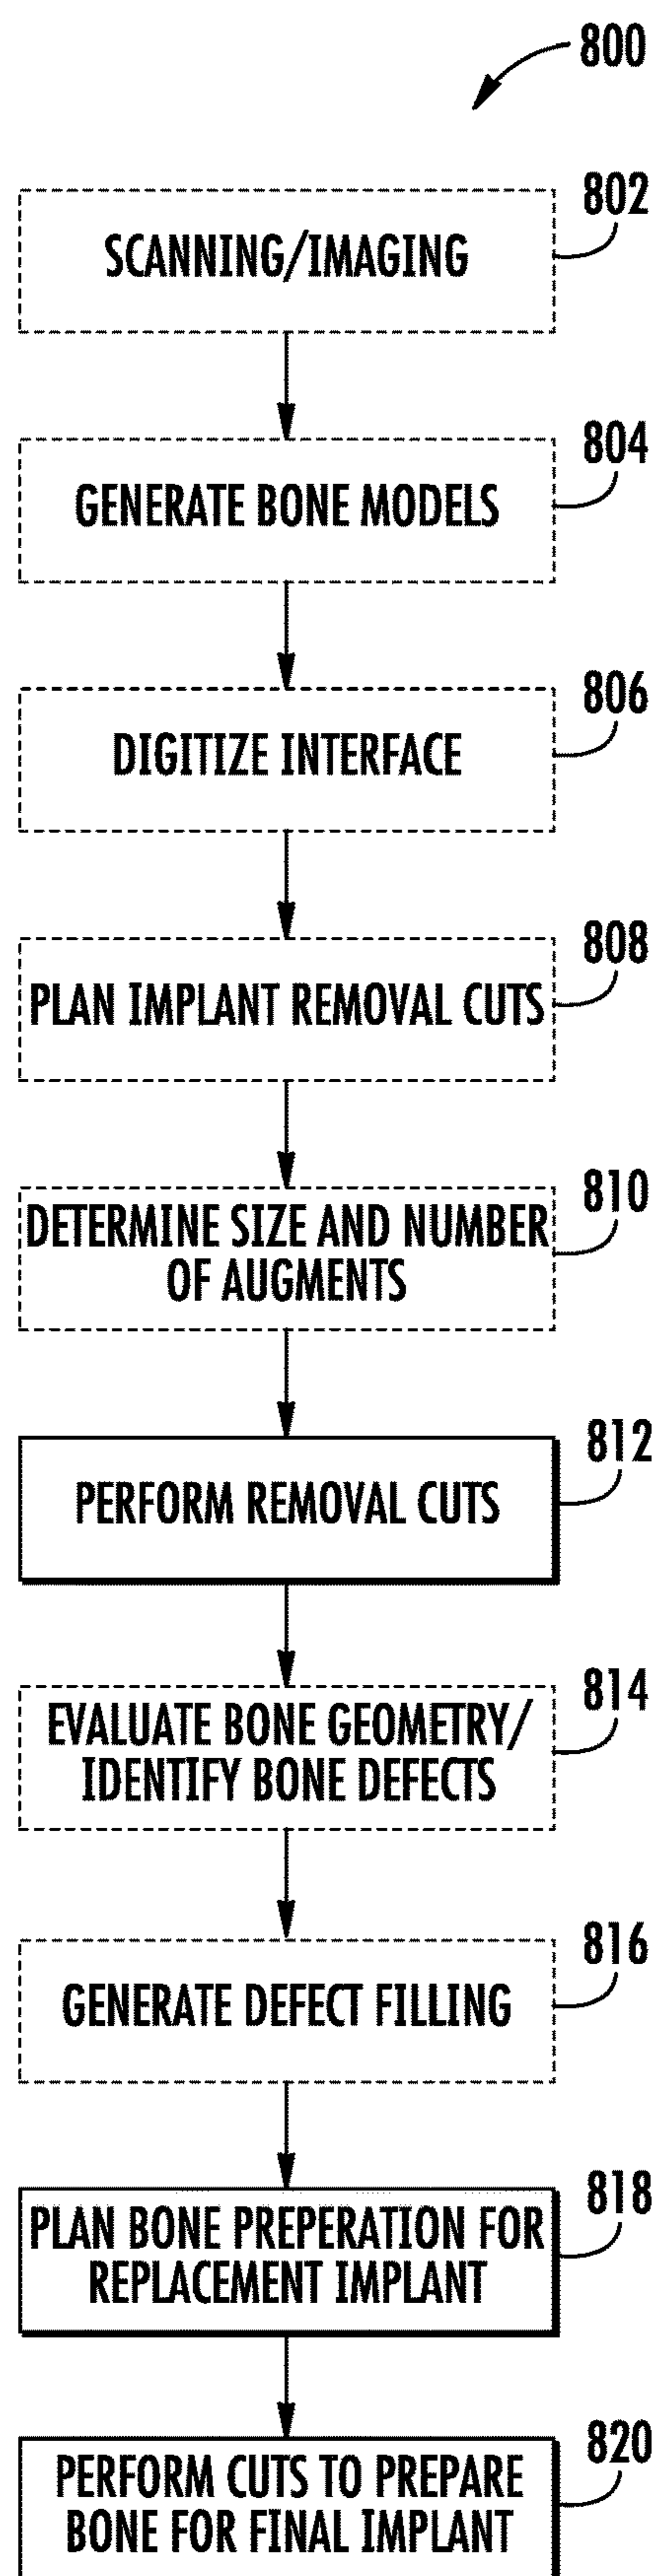 800
802
SCANNING/IMAGING
804
GENERATE BONE MODELS
806
DIGITIZE INTERFACE
808
PLAN IMPLANT REMOVAL CUTS
810
DETERMINE SIZE AND NUMBER
OF AUGMENTS
812
PERFORM REMOVAL CUTS
814
EVALUATE BONE GEOMETRY/
IDENTIFY BONE DEFECTS
816
GENERATE DEFECT FILLING
818
PLAN BONE PREPERATION FOR
REPLACEMENT IMPLANT
820
PERFORM CUTS TO PREPARE
BONE FOR FINAL IMPLANT